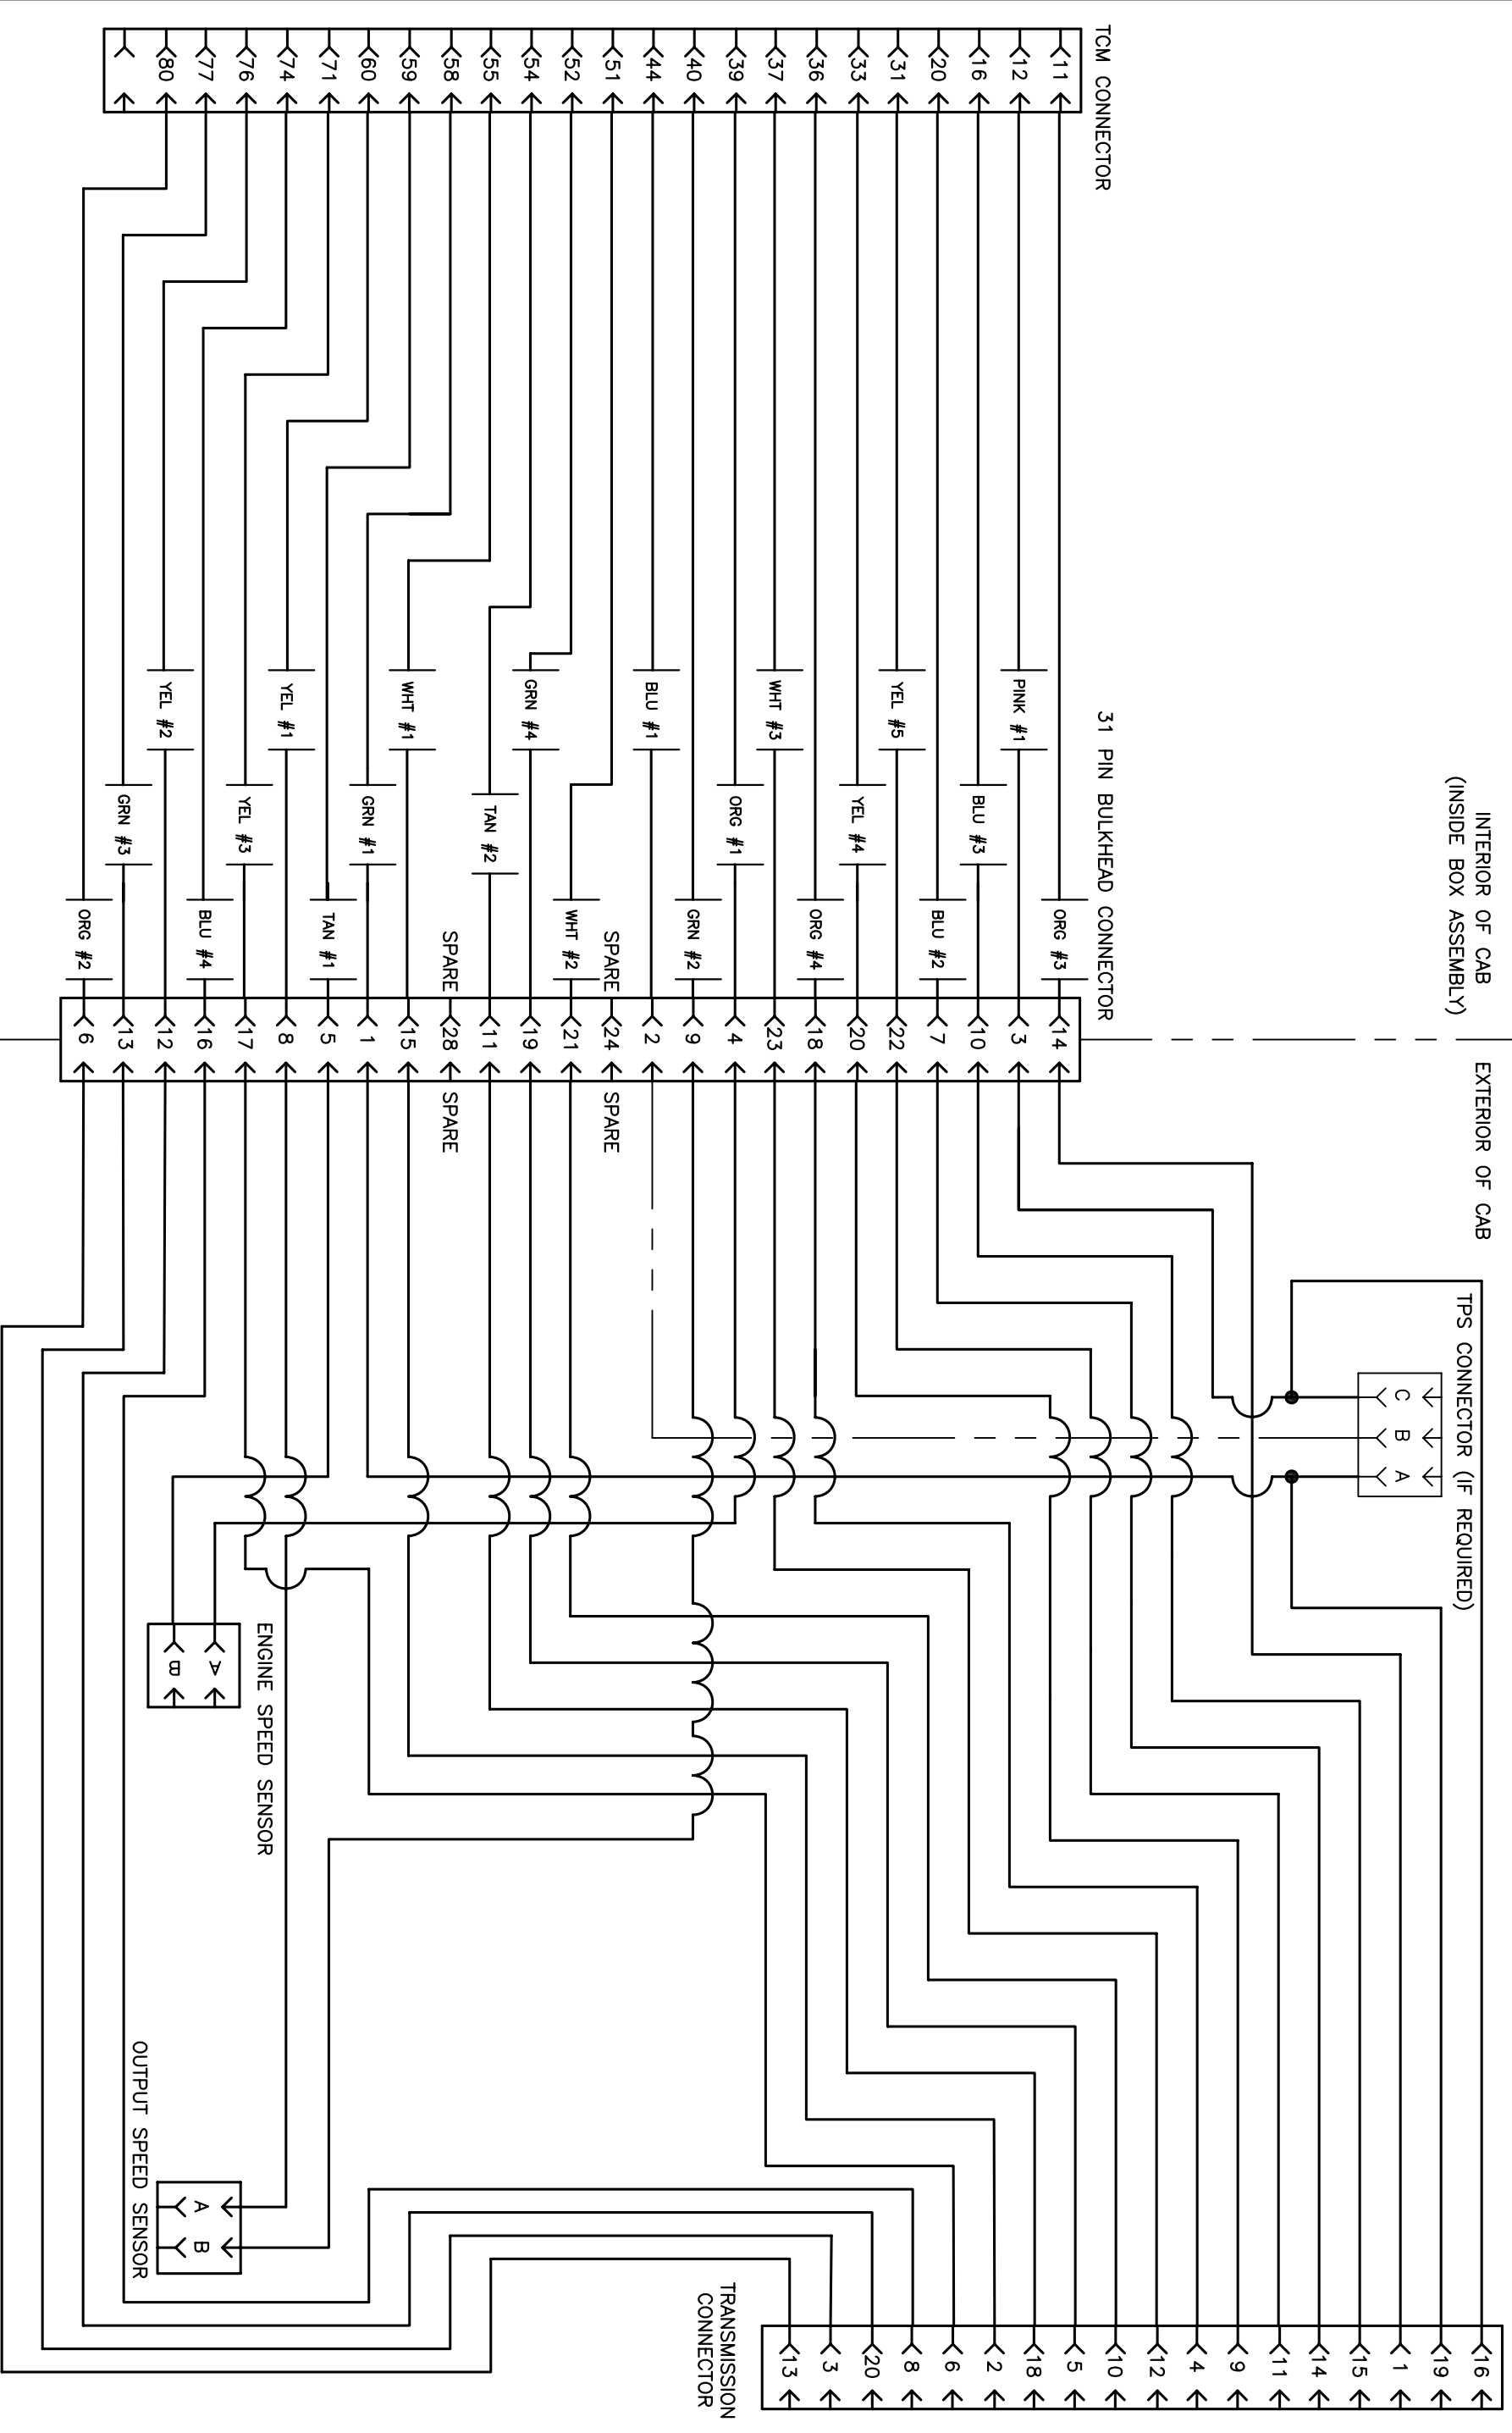 INTERIOR OF CAB
(INSIDE BOX ASSEMBLY)
EXTERIOR OF CAB
TCM CONNECTOR
11
12
16
20
31
33
36
37
39
40
44
51
52
54
55
58
59
60
71
74
76
77
80
31 PIN BULKHEAD CONNECTOR
ORG #3
PINK #1
BLU #3
BLU #2
YEL #5
YEL #4
ORG #4
WHT #3
ORG #1
GRN #2
BLU #1
SPARE
WHT #2
GRN #4
TAN #2
SPARE
WHT #1
GRN #1
TAN #1
YEL #1
YEL #3
BLU #4
YEL #2
GRN #3
ORG #2
14
3
10
7
22
20
18
23
4
9
2
24
21
19
11
28
15
1
5
8
17
16
12
13
6
SPARE
SPARE
TPS CONNECTOR (IF REQUIRED)
C
B
A
ENGINE SPEED SENSOR
A
B
OUTPUT SPEED SENSOR
A
B
TRANSMISSION
CONNECTOR
16
19
1
15
14
11
9
4
12
10
5
18
2
6
8
20
3
13